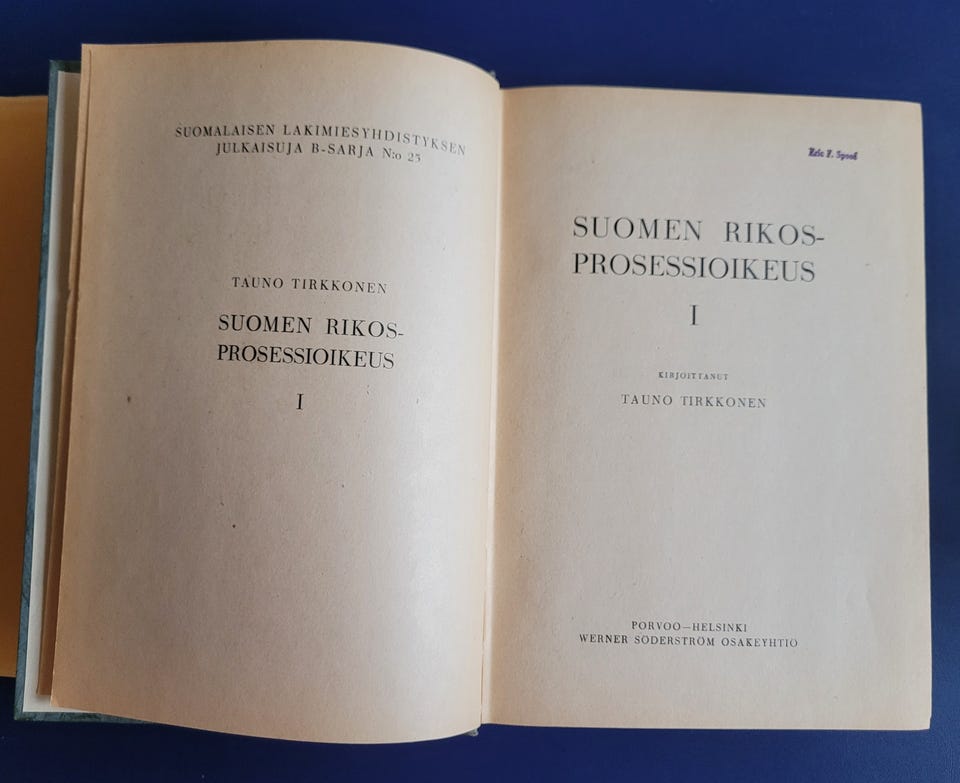 SUOMALAISEN LAKIMIESYHDISTYKSEN
JULKAISUJA B-SARJA N:o 23
TAUNO TIRKKONEN
SUOMEN RIKOS-
PROSESSIOIKEUS
I
Eric F. Spoof
SUOMEN RIKOS-
PROSESSIOIKEUS
I
KIRJOITTANUT
TAUNO TIRKKONEN
PORVOO—HELSINKI
WERNER SÖDERSTRÖM OSAKEYHTIÖ